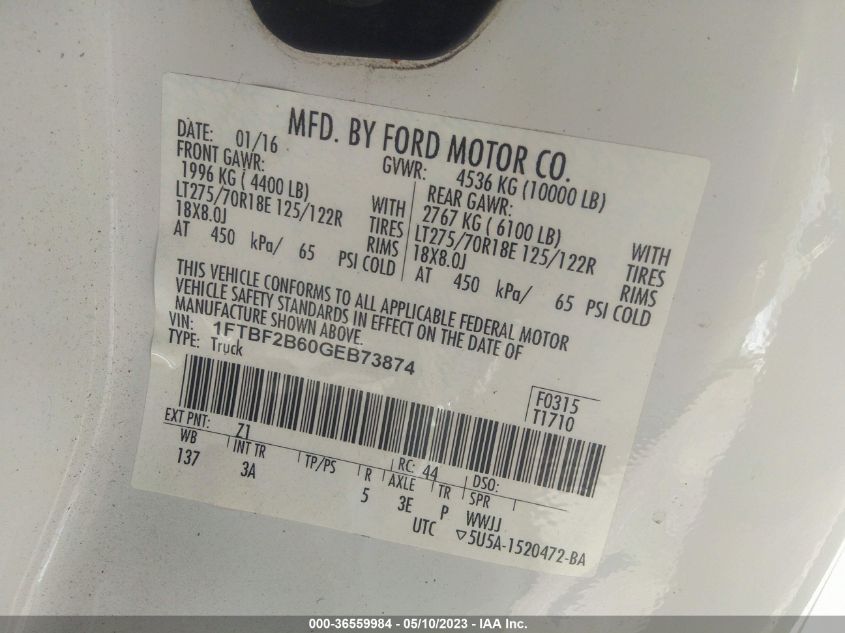 MFD. BY FORD MOTOR CO.
DATE: 01/16 GVWR: 4536 KG (10000 LB)
FRONT GAWR: REAR GAWR:
1996 KG ( 4400 LB) WITH 2767 KG ( 6100 LB) WITH
LT275/70R18E 125/122R TIRES LT275/70R18E 125/122R TIRES
18X8.0J RIMS 18X8.0J RIMS
AT 450 kPa/ 65 PSI COLD AT 450 kPa/ 65 PSI COLD
THIS VEHICLE CONFORMS TO ALL APPLICABLE FEDERAL MOTOR
VEHICLE SAFETY STANDARDS IN EFFECT ON THE DATE OF
MANUFACTURE SHOWN ABOVE.
VIN: 1FTBF2B60GEB73874
TYPE: Truck
F0315
T1710
EXT PNT: Z1 RC: 44 DSO:
WB INT TR TP/PS R AXLE TR SPR
137 3A 5 3E P WWJJ
UTC ▽5U5A-1520472-BA
000-36559984 - 05/10/2023 - IAA Inc.